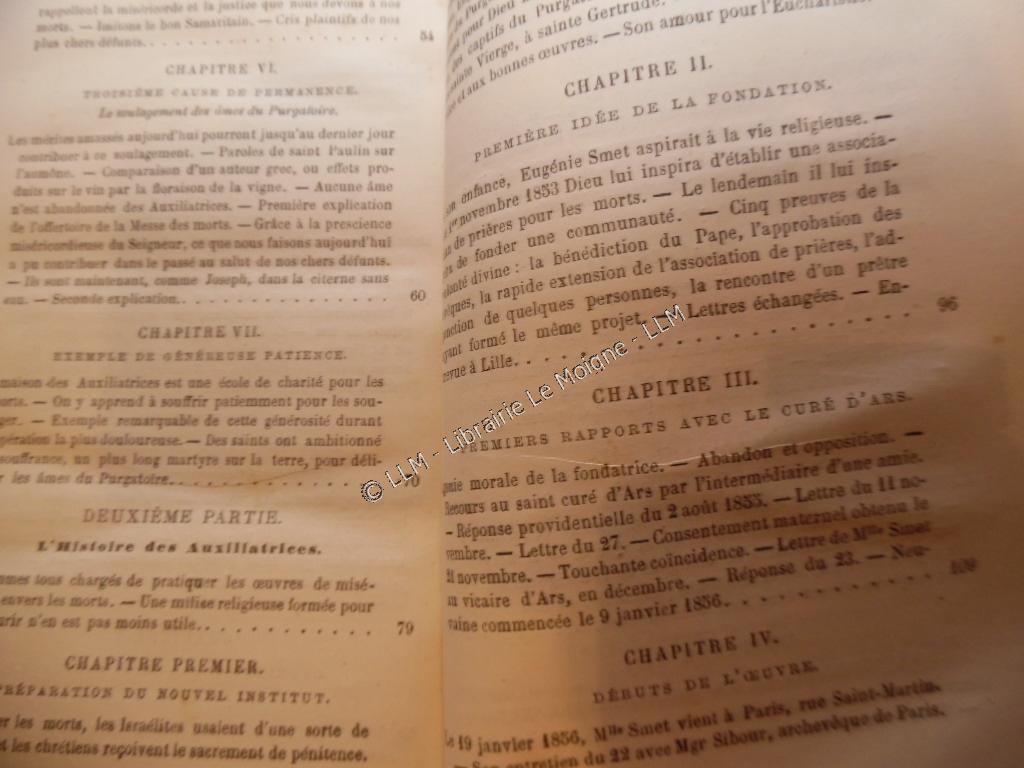 rappellent la miséricorde et la justice que nous devons à nos
morts. — Imitons le bon Samaritain. — Cris plaintifs de nos
plus chers défunts. 54
CHAPITRE VI.
TROISIÈME CAUSE DE PERMANENCE.
Le soulagement des âmes du Purgatoire.
Les mérites amassés aujourd'hui pourront jusqu'au dernier jour
contribuer à ce soulagement. — Paroles de saint Paulin sur
l'aumône. — Comparaison d'un auteur grec, ou effets pro-
duits sur le vin par la floraison de la vigne. — Aucune âme
n'est abandonnée des Auxiliatrices. — Première explication
de l'offertoire de la Messe des morts. — Grâce à la prescience
miséricordieuse du Seigneur, ce que nous faisons aujourd'hui
a pu contribuer dans le passé au salut de nos chers défunts.
— Ils sont maintenant, comme Joseph, dans la citerne sans
eau. — Seconde explication. 60
CHAPITRE VII.
EXEMPLE DE GÉNÉREUSE PATIENCE.
maison des Auxiliatrices est une école de charité pour les
orts. — On y apprend à souffrir patiemment pour les sou-
ger. — Exemple remarquable de cette générosité durant
opération la plus douloureuse. — Des saints ont ambitionné
souffrance, un plus long martyre sur la terre, pour déli-
r les âmes du Purgatoire. 70
DEUXIÈME PARTIE.
L'Histoire des Auxiliatrices.
mmes tous chargés de pratiquer les œuvres de misé-
envers les morts. — Une milice religieuse formée pour
urir n'en est pas moins utile. 79
CHAPITRE PREMIER.
PRÉPARATION DU NOUVEL INSTITUT.
er les morts, les Israélites usaient d'une sorte de
et les chrétiens reçoivent le sacrement de pénitence.
pour Dieu
captifs du Purgat
sainte Vierge, à sainte Gertrude.
et aux bonnes œuvres. — Son amour pour l'Eucharistie.
CHAPITRE II.
PREMIÈRE IDÉE DE LA FONDATION.
son enfance, Eugénie Smet aspirait à la vie religieuse. —
1er novembre 1853 Dieu lui inspira d'établir une associa-
n de prières pour les morts. — Le lendemain il lui ins-
de fonder une communauté. — Cinq preuves de la
lonté divine : la bénédiction du Pape, l'approbation des
êques, la rapide extension de l'association de prières, l'ad-
onction de quelques personnes, la rencontre d'un prêtre
yant formé le même projet. — Lettres échangées. — En-
revue à Lille. 96
CHAPITRE III.
PREMIERS RAPPORTS AVEC LE CURÉ D'ARS.
onie morale de la fondatrice. — Abandon et opposition. —
Recours au saint curé d'Ars par l'intermédiaire d'une amie.
— Réponse providentielle du 2 août 1855. — Lettre du 11 no-
vembre. — Lettre du 27. — Consentement maternel obtenu le
21 novembre. — Touchante coïncidence. — Lettre de Mlle Smet
au vicaire d'Ars, en décembre. — Réponse du 23. — Neu-
vaine commencée le 9 janvier 1856. 109
CHAPITRE IV.
DÉBUTS DE L'ŒUVRE.
Le 19 janvier 1856, Mlle Smet vient à Paris, rue Saint-Martin.
— Son entretien du 22 avec Mgr Sibour, archevêque de Paris.
© LLM - Librairie Le Moigne - LLM